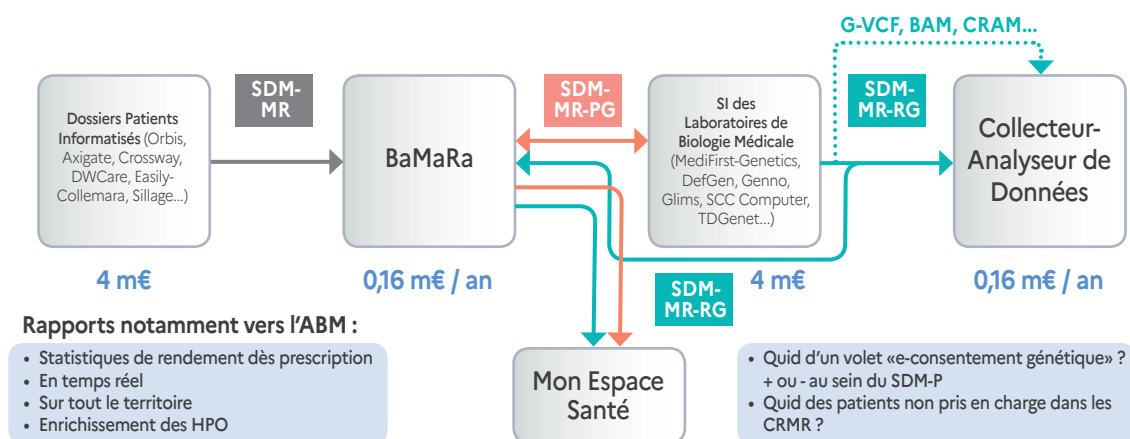 G-VCF, BAM, CRAM...
Dossiers Patients
Informatisés (Orbis,
Axigate, Crossway,
DWCare, Easily-
Collemara, Sillage...)
SDM-
MR
BaMaRa
SDM-
MR-PG
SI des
Laboratoires de
Biologie Médicale
(MediFirst-Genetics,
DefGen, Genno,
Glims, SCC Computer,
TDGenet...)
SDM-
MR-RG
Collecteur-
Analyseur de
Données
4 m€
0,16 m€ / an
SDM-
MR-RG
4 m€
0,16 m€ / an
Rapports notamment vers l’ABM :
• Statistiques de rendement dès prescription
• En temps réel
• Sur tout le territoire
• Enrichissement des HPO
Mon Espace
Santé
• Quid d’un volet «e-consentement génétique» ?
+ ou - au sein du SDM-P
• Quid des patients non pris en charge dans les
CRMR ?